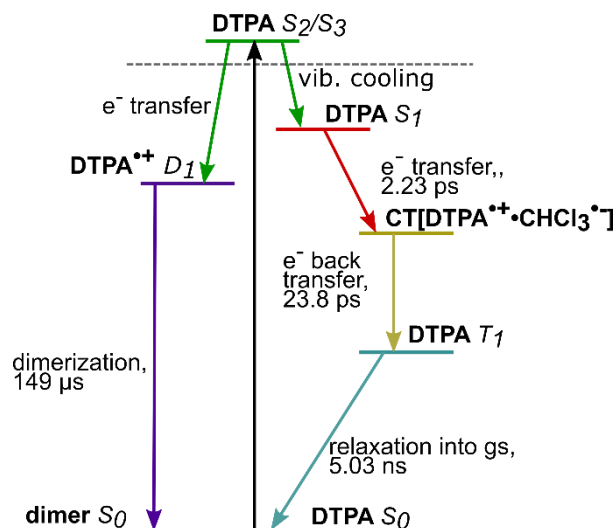 DTPA S2/S3
e⁻ transfer
vib. cooling
DTPA S1
DTPA•+ D1
e⁻ transfer,,
2.23 ps
CT[DTPA•+•CHCl3•-]
e⁻ back
transfer,
23.8 ps
DTPA T1
dimerization,
149 µs
relaxation into gs,
5.03 ns
dimer S0
DTPA S0